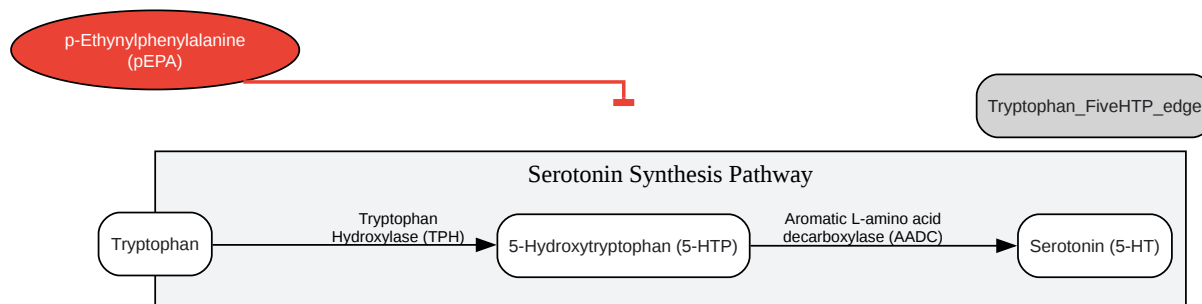 p-Ethynylphenylalanine
(pEPA)
Tryptophan_FiveHTP_edge
Serotonin Synthesis Pathway
Tryptophan
Tryptophan
Hydroxylase (TPH)
5-Hydroxytryptophan (5-HTP)
Aromatic L-amino acid
decarboxylase (AADC)
Serotonin (5-HT)